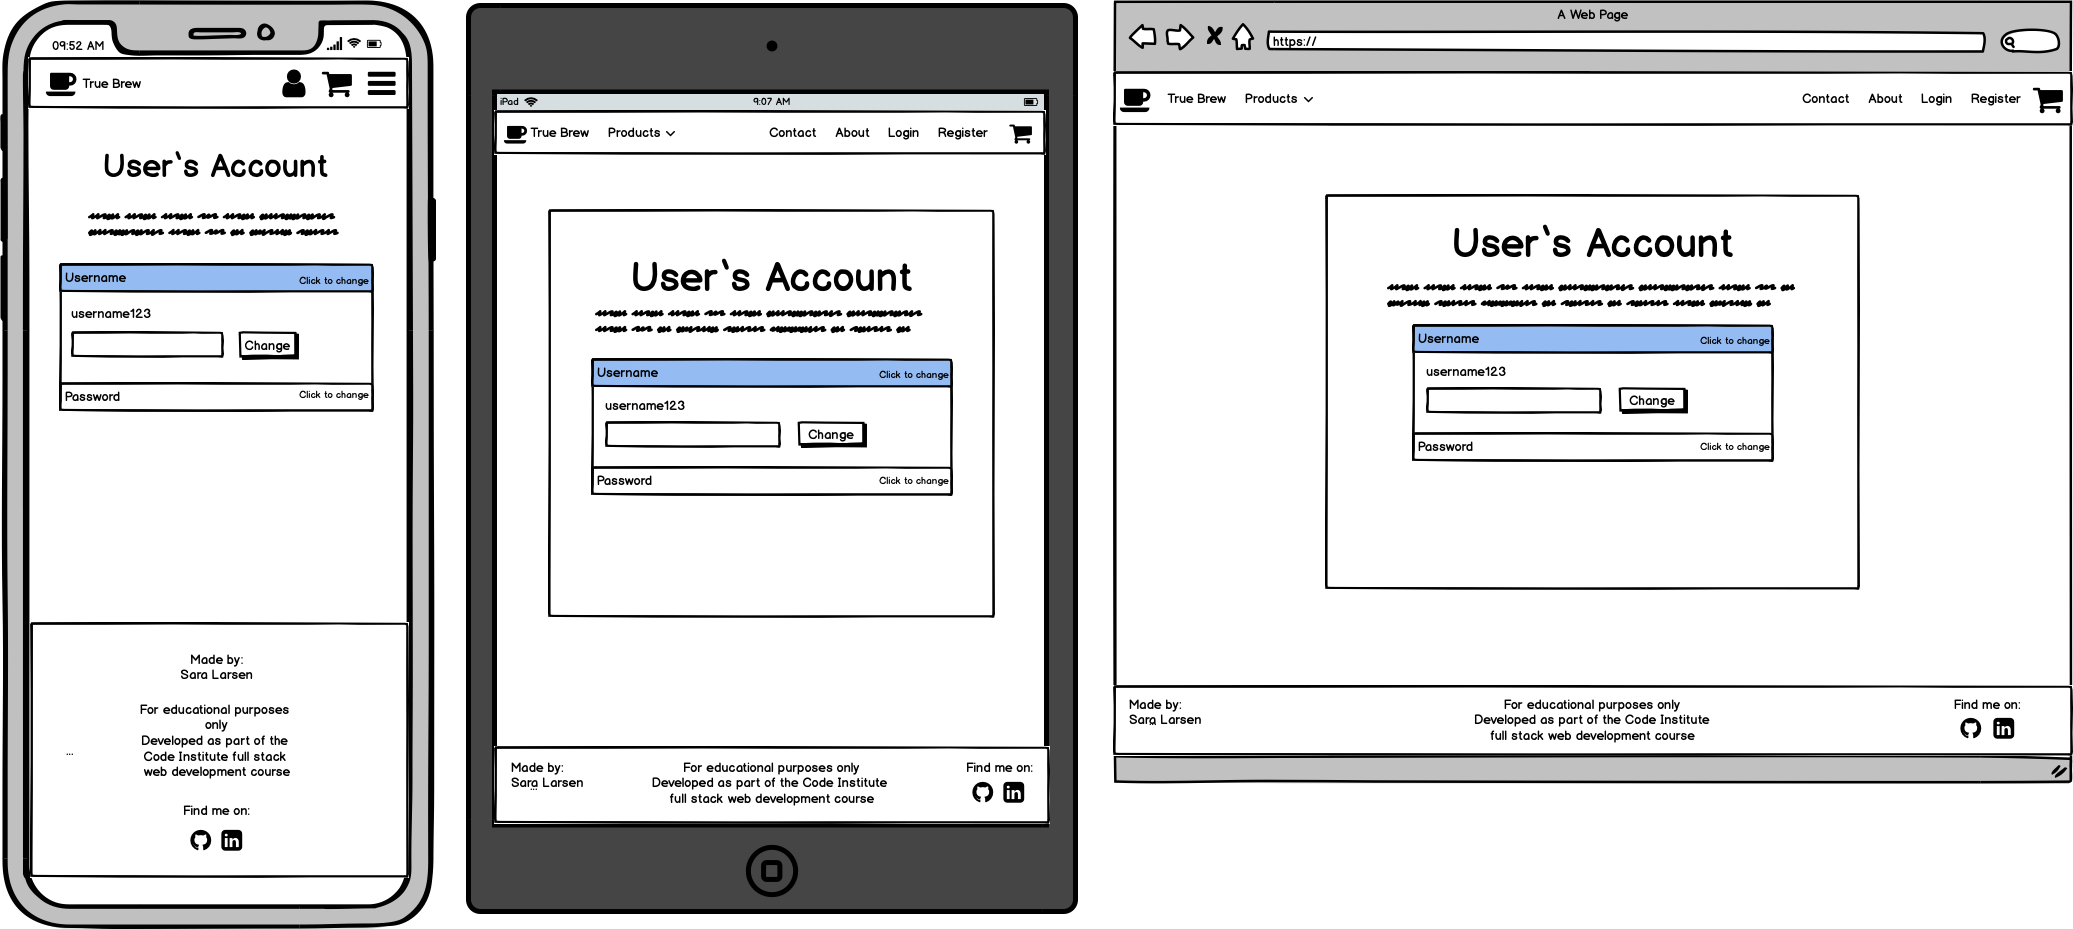 09:52 AM
True Brew
User's Account
Username Click to change
username123
Change
Password Click to change
Made by:
Sara Larsen
For educational purposes
only
Developed as part of the
...
Code Institute full stack
web development course
Find me on:
in
iPad 9:07 AM
True Brew Products Contact About Login Register
User's Account
Username Click to change
username123
Change
Password Click to change
Made by:
Sara Larsen
...
For educational purposes only
Developed as part of the Code Institute
full stack web development course
Find me on:
in
A Web Page
https://
True Brew Products Contact About Login Register
User's Account
Username Click to change
username123
Change
Password Click to change
Made by:
Sara Larsen
For educational purposes only
Developed as part of the Code Institute
full stack web development course
Find me on:
in